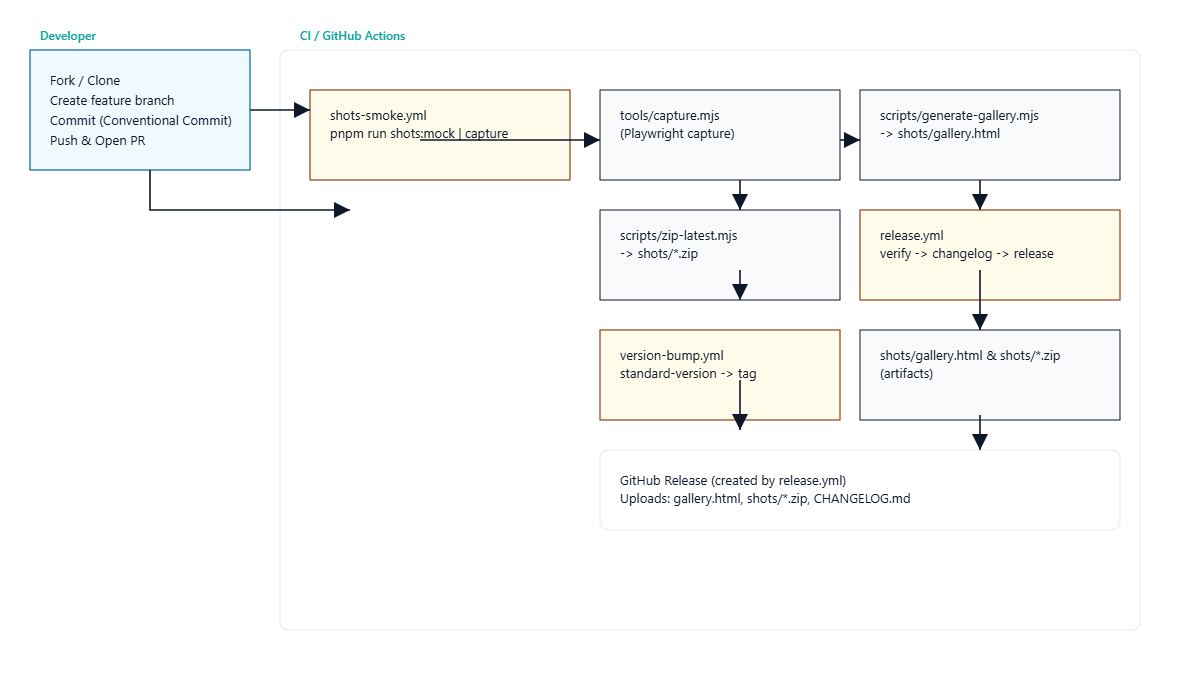 Developer
Fork / Clone
Create feature branch
Commit (Conventional Commit)
Push & Open PR
CI / GitHub Actions
shots-smoke.yml
pnpm run shots:mock | capture
tools/capture.mjs
(Playwright capture)
scripts/generate-gallery.mjs
-> shots/gallery.html
scripts/zip-latest.mjs
-> shots/*.zip
release.yml
verify -> changelog -> release
version-bump.yml
standard-version -> tag
shots/gallery.html & shots/*.zip
(artifacts)
GitHub Release (created by release.yml)
Uploads: gallery.html, shots/*.zip, CHANGELOG.md